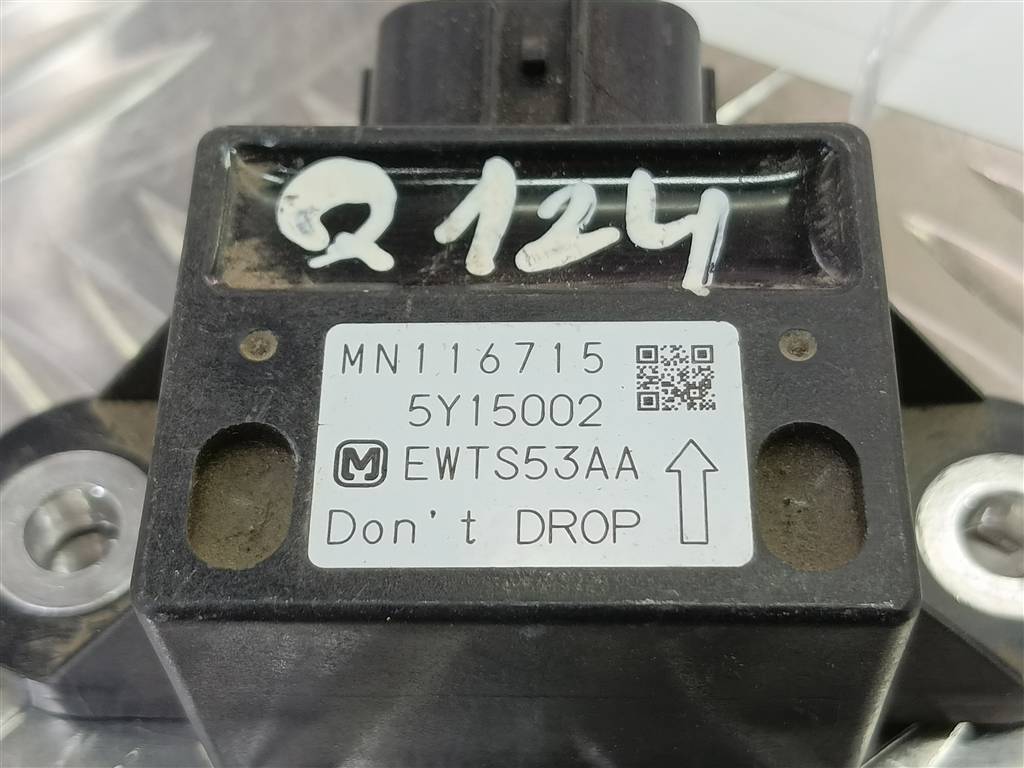 Q124
MN116715
5Y15002
M EWTS53AA
Don't DROP